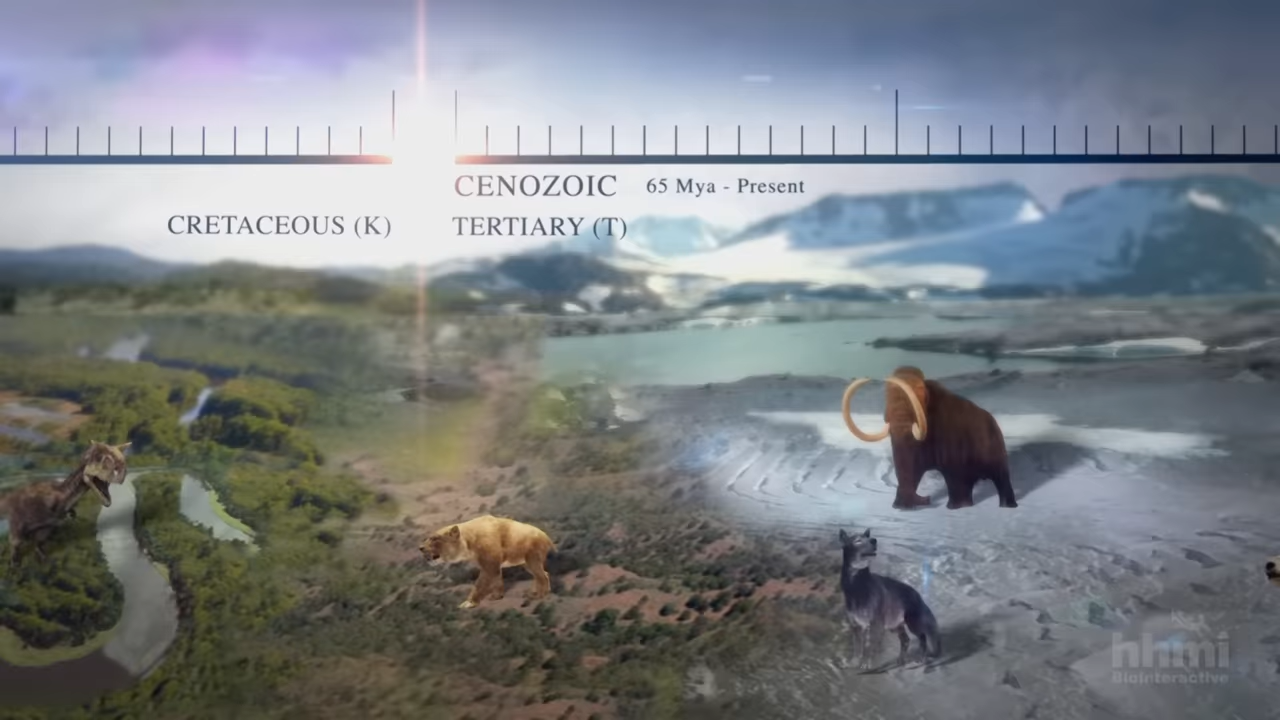 CENOZOIC 65 Mya - Present
CRETACEOUS (K) TERTIARY (T)
hhmi
BioInteractive